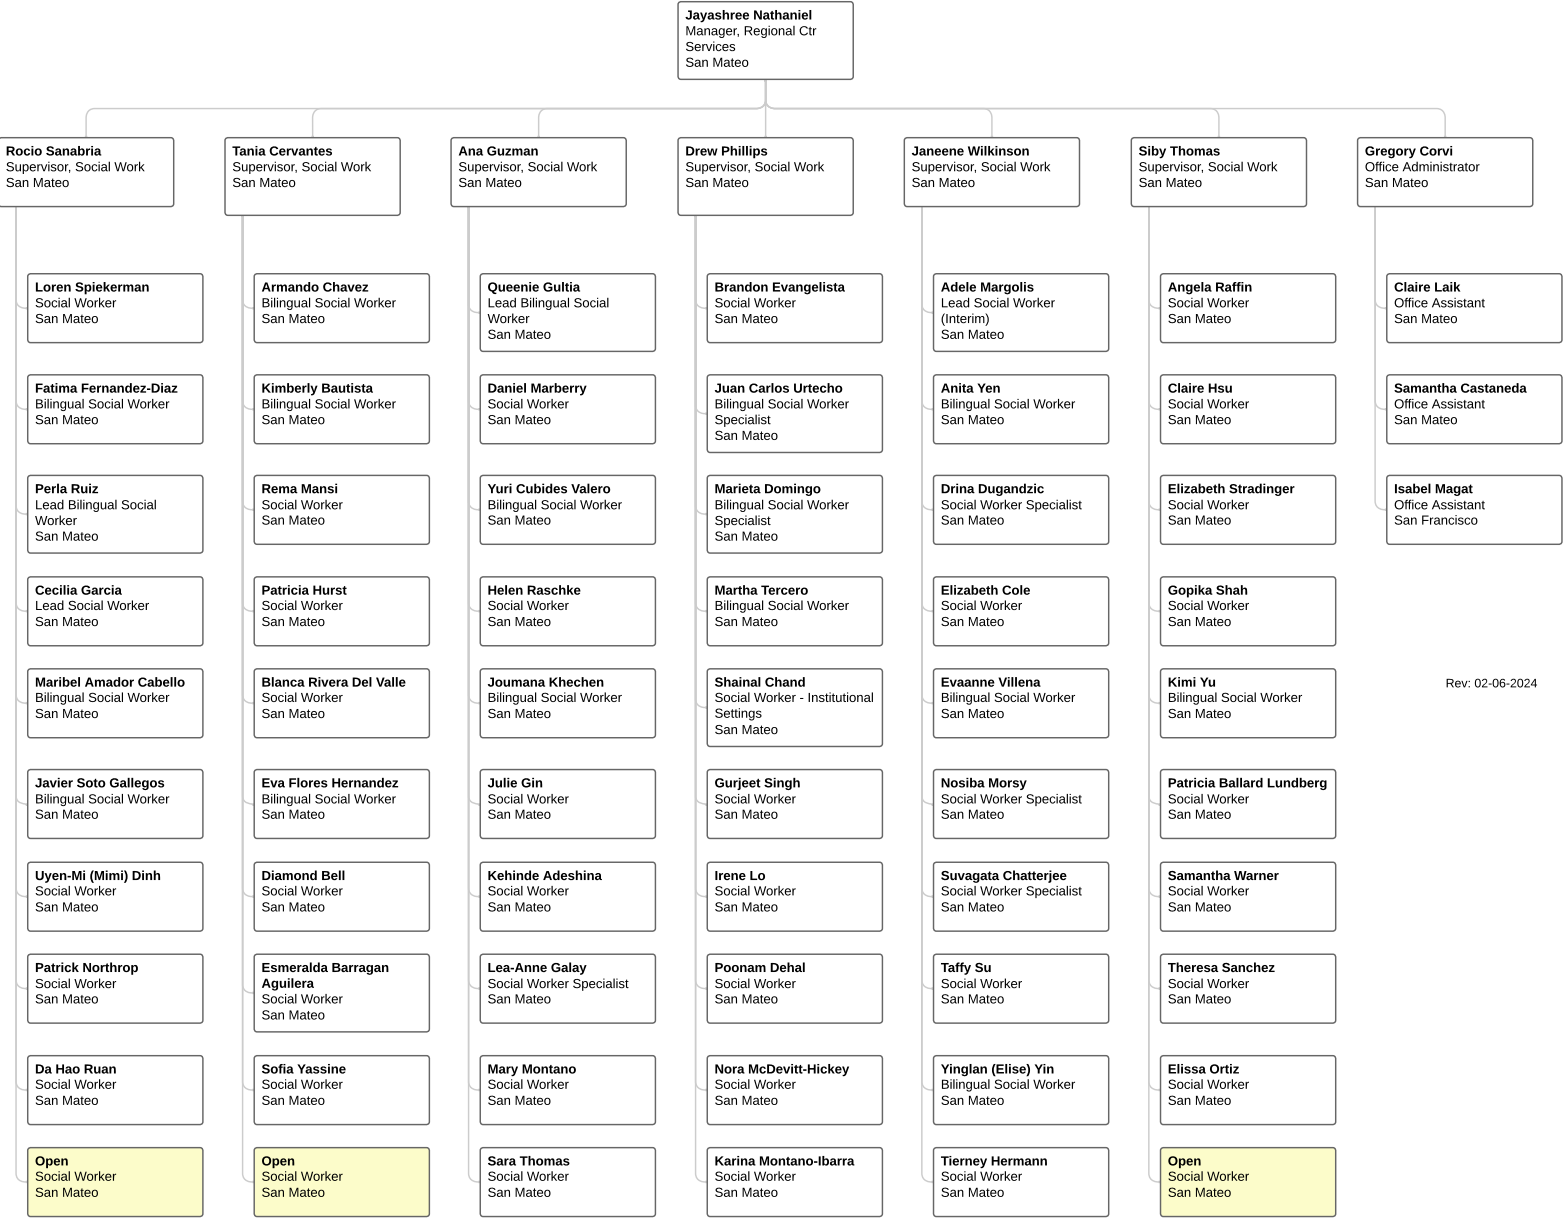 Jayashree Nathaniel
Manager, Regional Ctr
Services
San Mateo
Rocio Sanabria
Supervisor, Social Work
San Mateo
Loren Spiekerman
Social Worker
San Mateo
Fatima Fernandez-Diaz
Bilingual Social Worker
San Mateo
Perla Ruiz
Lead Bilingual Social
Worker
San Mateo
Cecilia Garcia
Lead Social Worker
San Mateo
Maribel Amador Cabello
Bilingual Social Worker
San Mateo
Javier Soto Gallegos
Bilingual Social Worker
San Mateo
Uyen-Mi (Mimi) Dinh
Social Worker
San Mateo
Patrick Northrop
Social Worker
San Mateo
Da Hao Ruan
Social Worker
San Mateo
Open
Social Worker
San Mateo
Tania Cervantes
Supervisor, Social Work
San Mateo
Armando Chavez
Bilingual Social Worker
San Mateo
Kimberly Bautista
Bilingual Social Worker
San Mateo
Rema Mansi
Social Worker
San Mateo
Patricia Hurst
Social Worker
San Mateo
Blanca Rivera Del Valle
Social Worker
San Mateo
Eva Flores Hernandez
Bilingual Social Worker
San Mateo
Diamond Bell
Social Worker
San Mateo
Esmeralda Barragan
Aguilera
Social Worker
San Mateo
Sofia Yassine
Social Worker
San Mateo
Open
Social Worker
San Mateo
Ana Guzman
Supervisor, Social Work
San Mateo
Queenie Gultia
Lead Bilingual Social
Worker
San Mateo
Daniel Marberry
Social Worker
San Mateo
Yuri Cubides Valero
Bilingual Social Worker
San Mateo
Helen Raschke
Social Worker
San Mateo
Joumana Khechen
Bilingual Social Worker
San Mateo
Julie Gin
Social Worker
San Mateo
Kehinde Adeshina
Social Worker
San Mateo
Lea-Anne Galay
Social Worker Specialist
San Mateo
Mary Montano
Social Worker
San Mateo
Sara Thomas
Social Worker
San Mateo
Drew Phillips
Supervisor, Social Work
San Mateo
Brandon Evangelista
Social Worker
San Mateo
Juan Carlos Urtecho
Bilingual Social Worker
Specialist
San Mateo
Marieta Domingo
Bilingual Social Worker
Specialist
San Mateo
Martha Tercero
Bilingual Social Worker
San Mateo
Shainal Chand
Social Worker - Institutional
Settings
San Mateo
Gurjeet Singh
Social Worker
San Mateo
Irene Lo
Social Worker
San Mateo
Poonam Dehal
Social Worker
San Mateo
Nora McDevitt-Hickey
Social Worker
San Mateo
Karina Montano-Ibarra
Social Worker
San Mateo
Janeene Wilkinson
Supervisor, Social Work
San Mateo
Adele Margolis
Lead Social Worker
(Interim)
San Mateo
Anita Yen
Bilingual Social Worker
San Mateo
Drina Dugandzic
Social Worker Specialist
San Mateo
Elizabeth Cole
Social Worker
San Mateo
Evaanne Villena
Bilingual Social Worker
San Mateo
Nosiba Morsy
Social Worker Specialist
San Mateo
Suvagata Chatterjee
Social Worker Specialist
San Mateo
Taffy Su
Social Worker
San Mateo
Yinglan (Elise) Yin
Bilingual Social Worker
San Mateo
Tierney Hermann
Social Worker
San Mateo
Siby Thomas
Supervisor, Social Work
San Mateo
Angela Raffin
Social Worker
San Mateo
Claire Hsu
Social Worker
San Mateo
Elizabeth Stradinger
Social Worker
San Mateo
Gopika Shah
Social Worker
San Mateo
Kimi Yu
Bilingual Social Worker
San Mateo
Patricia Ballard Lundberg
Social Worker
San Mateo
Samantha Warner
Social Worker
San Mateo
Theresa Sanchez
Social Worker
San Mateo
Elissa Ortiz
Social Worker
San Mateo
Open
Social Worker
San Mateo
Gregory Corvi
Office Administrator
San Mateo
Claire Laik
Office Assistant
San Mateo
Samantha Castaneda
Office Assistant
San Mateo
Isabel Magat
Office Assistant
San Francisco
Rev: 02-06-2024